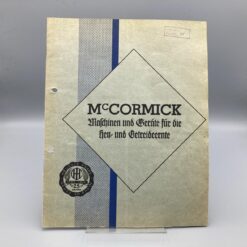 McCORMICK
Maschinen und Geräte für die
Heu- und Getreideernte